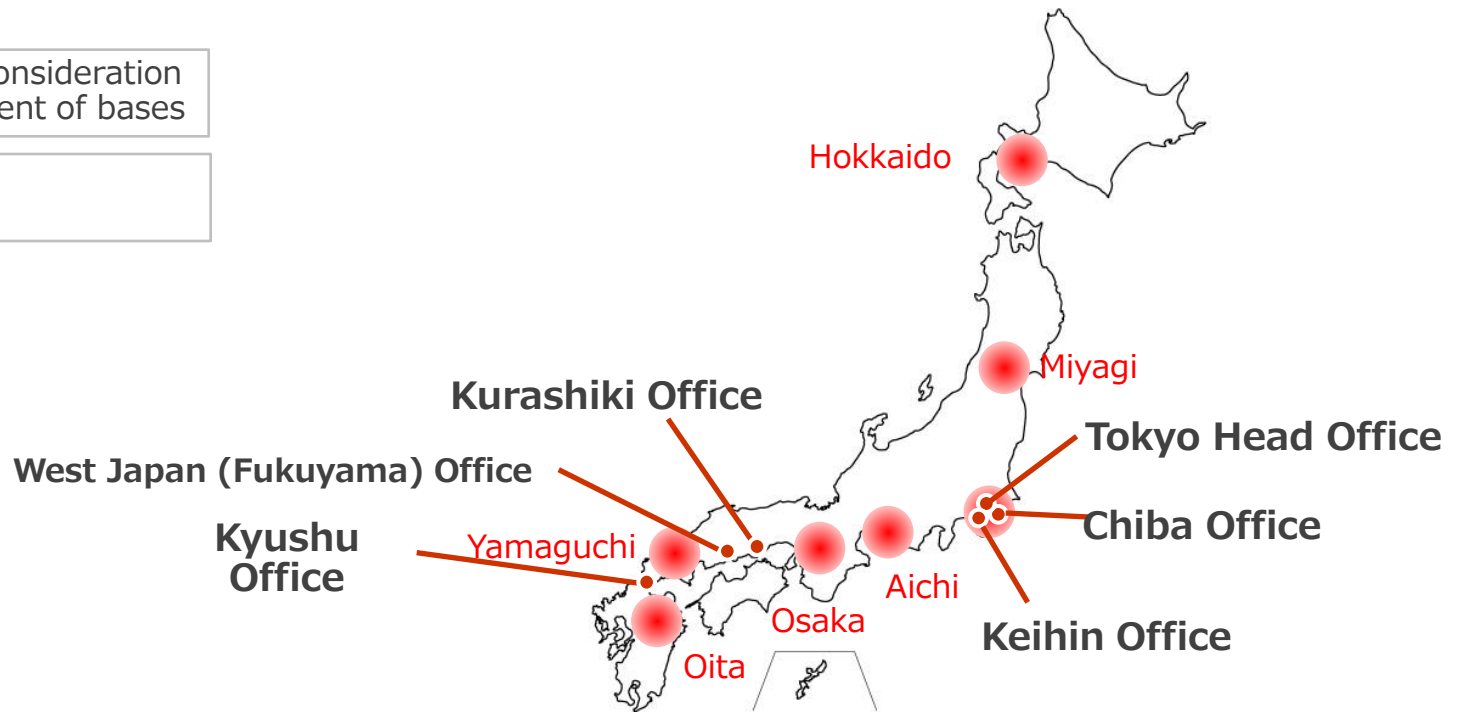 onsideration
ent of bases
Hokkaido
Miyagi
Kurashiki Office
Tokyo Head Office
West Japan (Fukuyama) Office
Chiba Office
Kyushu
Office
Yamaguchi
Aichi
Osaka
Keihin Office
Oita